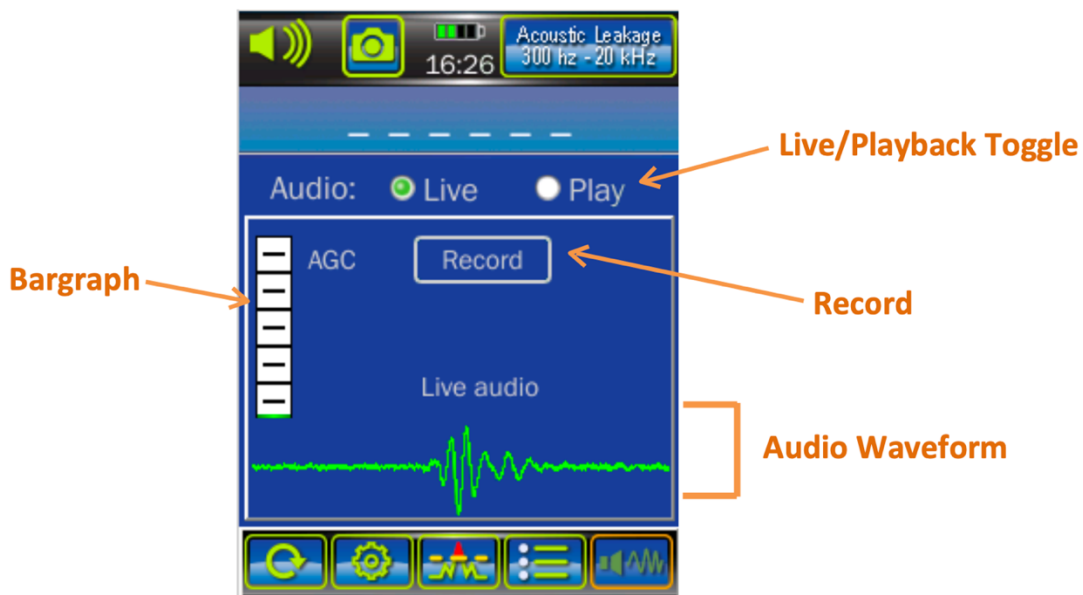 Acoustic Leakage
16:26
300 hz - 20 kHz
_ _ _ _ _ _
Live/Playback Toggle
Audio: Live Play
AGC Record
Bargraph
Record
Live audio
Audio Waveform